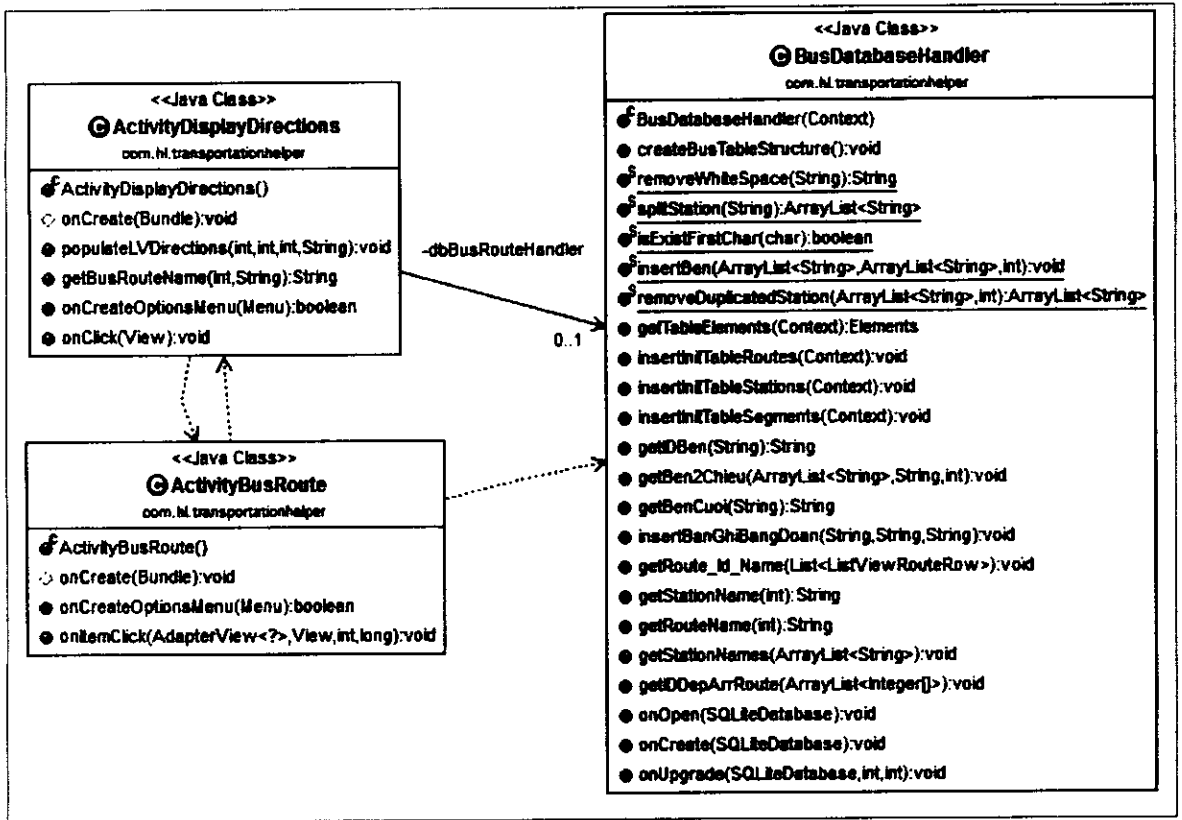 <<Java Class>>
ActivityDisplayDirections
com.hl.transportationhelper
ActivityDisplayDirections()
onCreate(Bundle):void
populateLVDirections(int,int,int,String):void
getBusRouteName(int,String):String
onCreateOptionsMenu(Menu):boolean
onClick(View):void
-dbBusRouteHandler
0..1
<<Java Class>>
ActivityBusRoute
com.hl.transportationhelper
ActivityBusRoute()
onCreate(Bundle):void
onCreateOptionsMenu(Menu):boolean
onItemClick(AdapterView<?>,View,int,long):void
<<Java Class>>
BusDatabaseHandler
com.hl.transportationhelper
BusDatabaseHandler(Context)
createBusTableStructure():void
removeWhiteSpace(String):String
splitStation(String):ArrayList<String>
isExistFirstChar(char):boolean
insertBen(ArrayList<String>,ArrayList<String>,int):void
removeDuplicatedStation(ArrayList<String>,int):ArrayList<String>
getTableElements(Context):Elements
insertInitTableRoutes(Context):void
insertInitTableStations(Context):void
insertInitTableSegments(Context):void
getIDBen(String):String
getBen2Chieu(ArrayList<String>,String,int):void
getBenCuoi(String):String
insertBanGhiBangDoan(String,String,String):void
getRoute_Id_Name(List<ListViewRouteRow>):void
getStationName(int):String
getRouteName(int):String
getStationNames(ArrayList<String>):void
getIDDepArrRoute(ArrayList<Integer[]>):void
onOpen(SQLiteDatabase):void
onCreate(SQLiteDatabase):void
onUpgrade(SQLiteDatabase,int,int):void